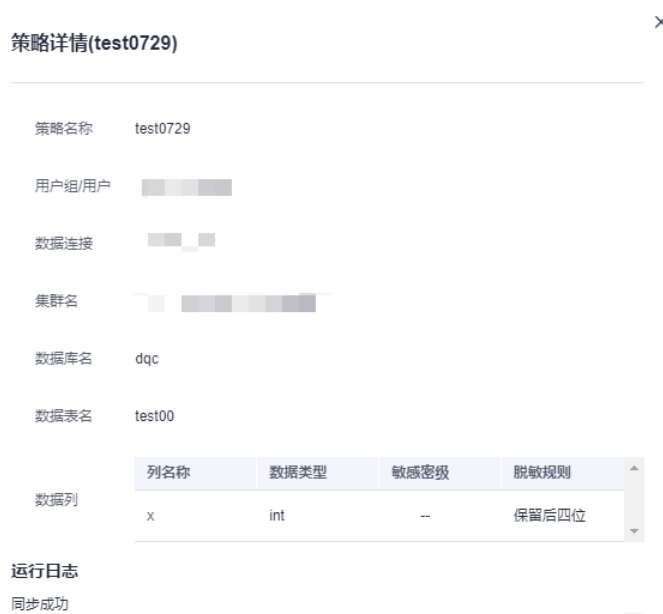 策略详情(test0729)
策略名称 test0729
用户组/用户
数据连接
集群名
数据库名 dqc
数据表名 test00
列名称 数据类型 敏感密级 脱敏规则
数据列
x int -- 保留后四位
运行日志
同步成功